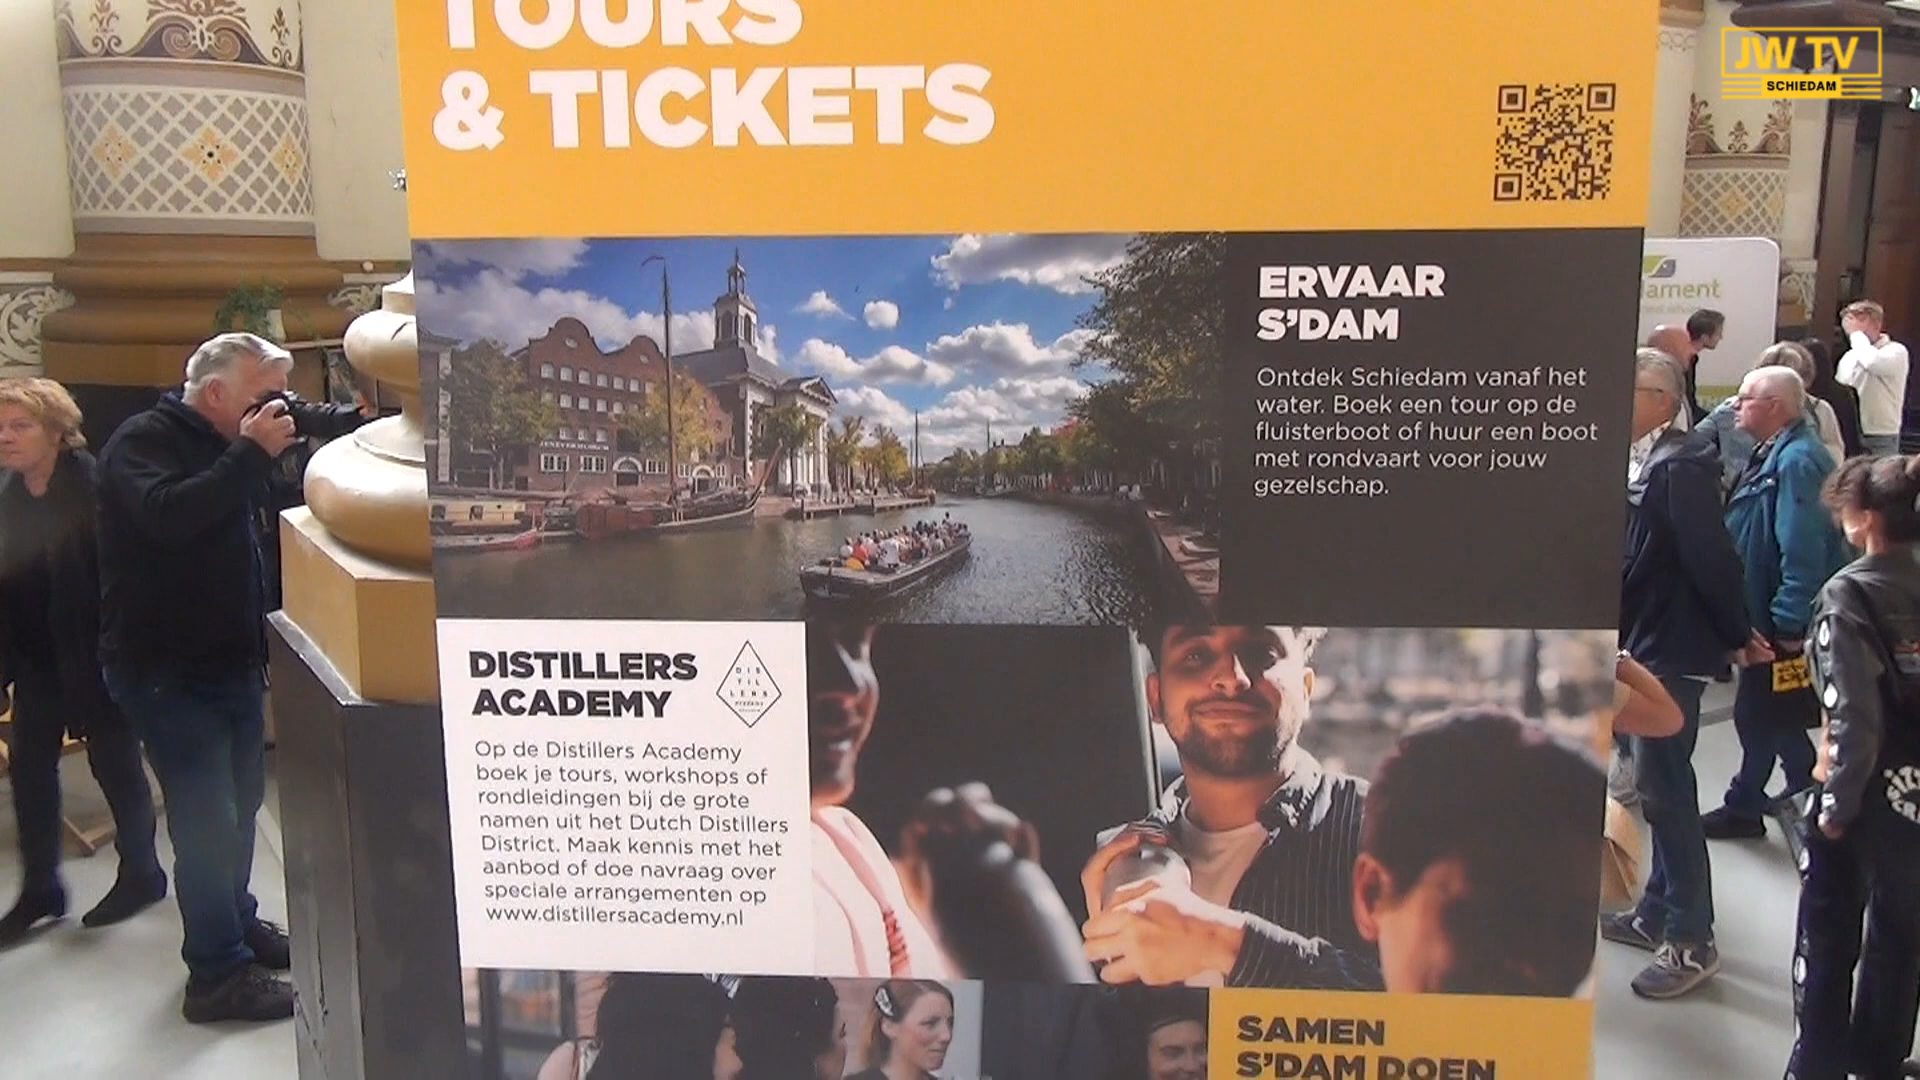 TOURS
& TICKETS
JW TV
SCHIEDAM
ERVAAR
S'DAM
Ontdek Schiedam vanaf het
water. Boek een tour op de
fluisterboot of huur een boot
met rondvaart voor jouw
gezelschap.
DISTILLERS
ACADEMY
DIS
TIL
LERS
Op de Distillers Academy
boek je tours, workshops of
rondleidingen bij de grote
namen uit het Dutch Distillers
District. Maak kennis met het
aanbod of doe navraag over
speciale arrangementen op
www.distillersacademy.nl
SAMEN
S'DAM DOEN